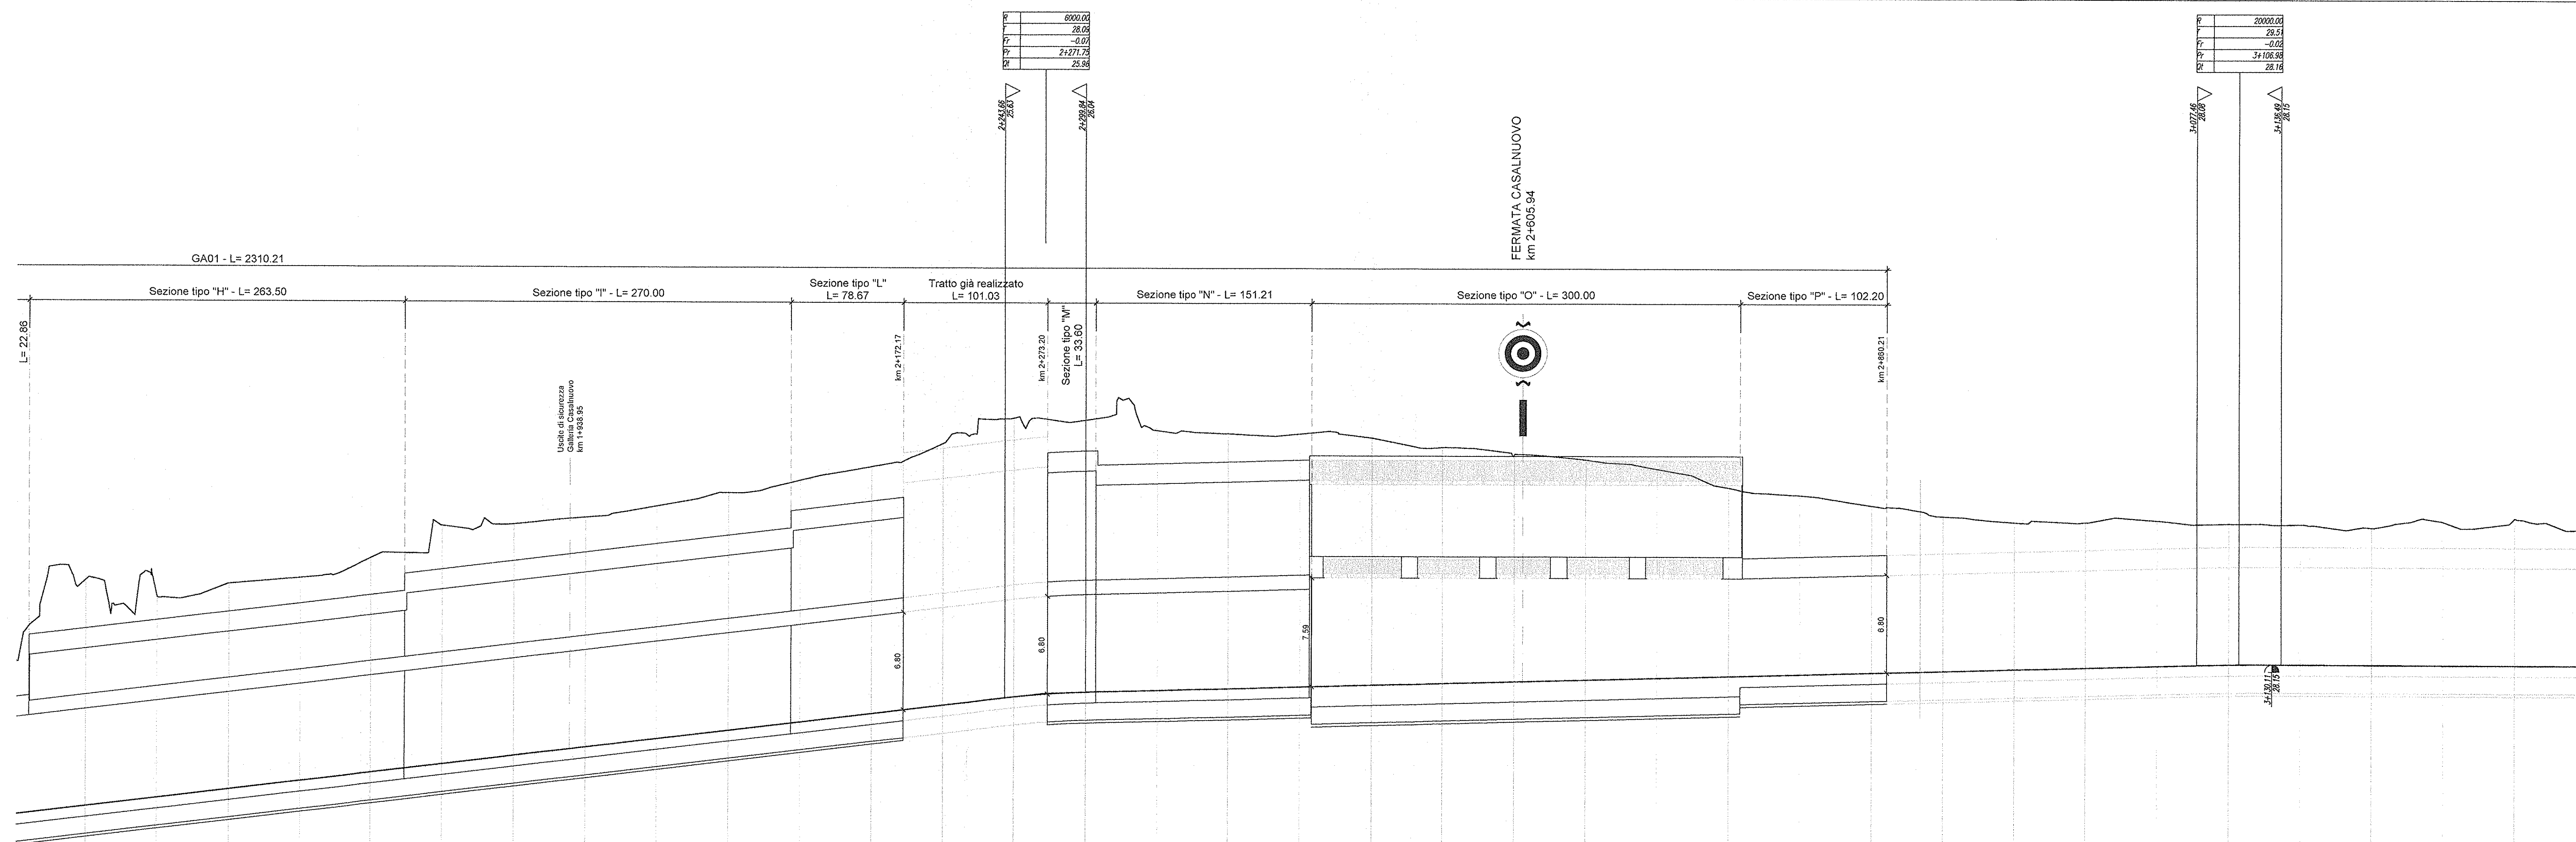 R 6000.00
T 28.09
Fr -0.07
Pr 2+271.75
Qt 25.96
R 20000.00
T 29.51
Fr -0.02
Pr 3+106.98
Qt 28.16
2+243.66
25.63
2+299.84
26.04
3+077.46
28.08
3+136.49
28.15
FERMATA CASALNUOVO
km 2+605.94
GA01 - L= 2310.21
Sezione tipo "H" - L= 263.50
Sezione tipo "I" - L= 270.00
Sezione tipo "L"
L= 78.67
Tratto già realizzato
L= 101.03
Sezione tipo "M"
L= 33.60
Sezione tipo "N" - L= 151.21
Sezione tipo "O" - L= 300.00
Sezione tipo "P" - L= 102.20
L= 22.86
km 2+172.17
km 2+273.20
km 2+860.21
Uscite di sicurezza
Galleria Casalnuovo
km 1+938.95
6.80
6.80
7.59
6.80
3+130.11
28.15